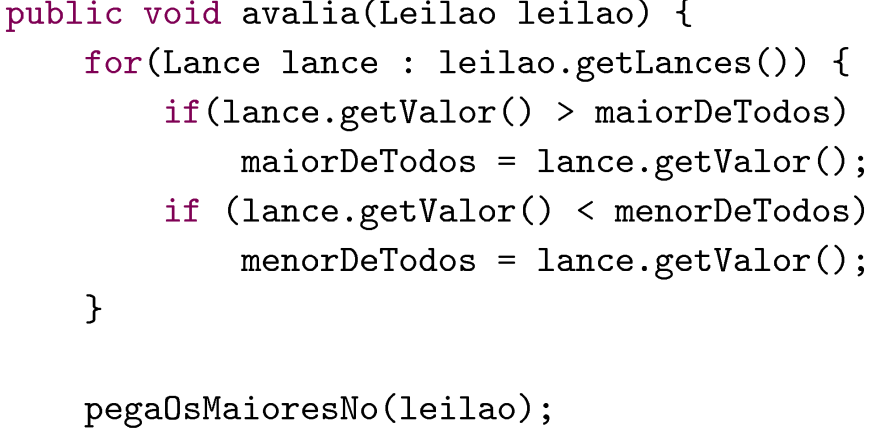 public void avalia(Leilao leilao) {
    for(Lance lance : leilao.getLances()) {
        if(lance.getValor() > maiorDeTodos)
            maiorDeTodos = lance.getValor();
        if (lance.getValor() < menorDeTodos)
            menorDeTodos = lance.getValor();
    }

    pegaOsMaioresNo(leilao);